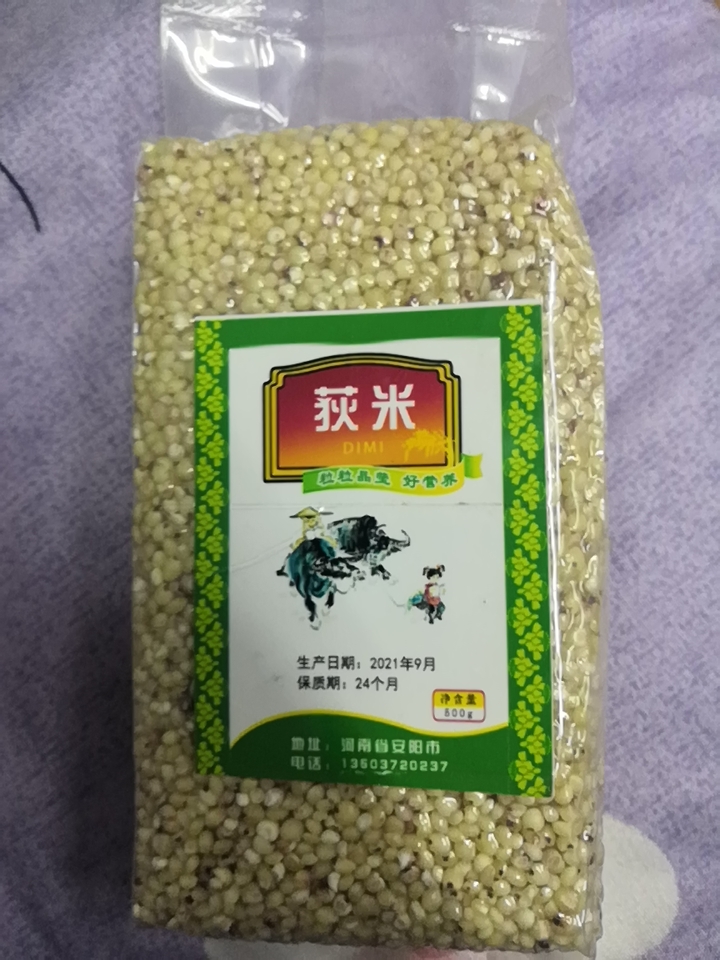 荻米
DIMI
粒粒晶莹 好营养
生产日期：2021年9月
保质期：24个月
净含量
500g
地址：河南省安阳市
电话：13503720237